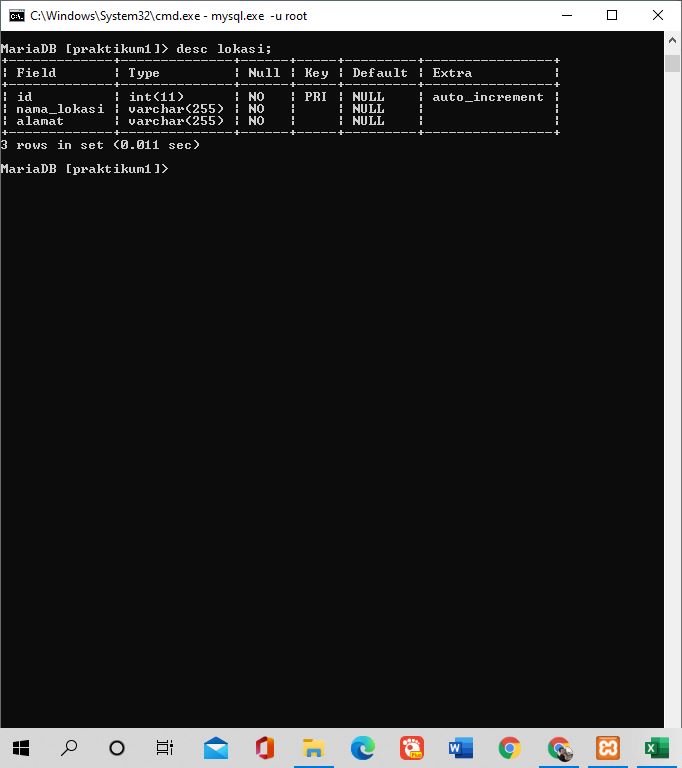 C:\Windows\System32\cmd.exe - mysql.exe -u root
MariaDB [praktikum1]> desc lokasi;
+-------------+--------------+------+-----+---------+----------------+
| Field       | Type         | Null | Key | Default | Extra          |
+-------------+--------------+------+-----+---------+----------------+
| id          | int(11)      | NO   | PRI | NULL    | auto_increment |
| nama_lokasi | varchar(255) | NO   |     | NULL    |                |
| alamat      | varchar(255) | NO   |     | NULL    |                |
+-------------+--------------+------+-----+---------+----------------+
3 rows in set (0.011 sec)
MariaDB [praktikum1]>